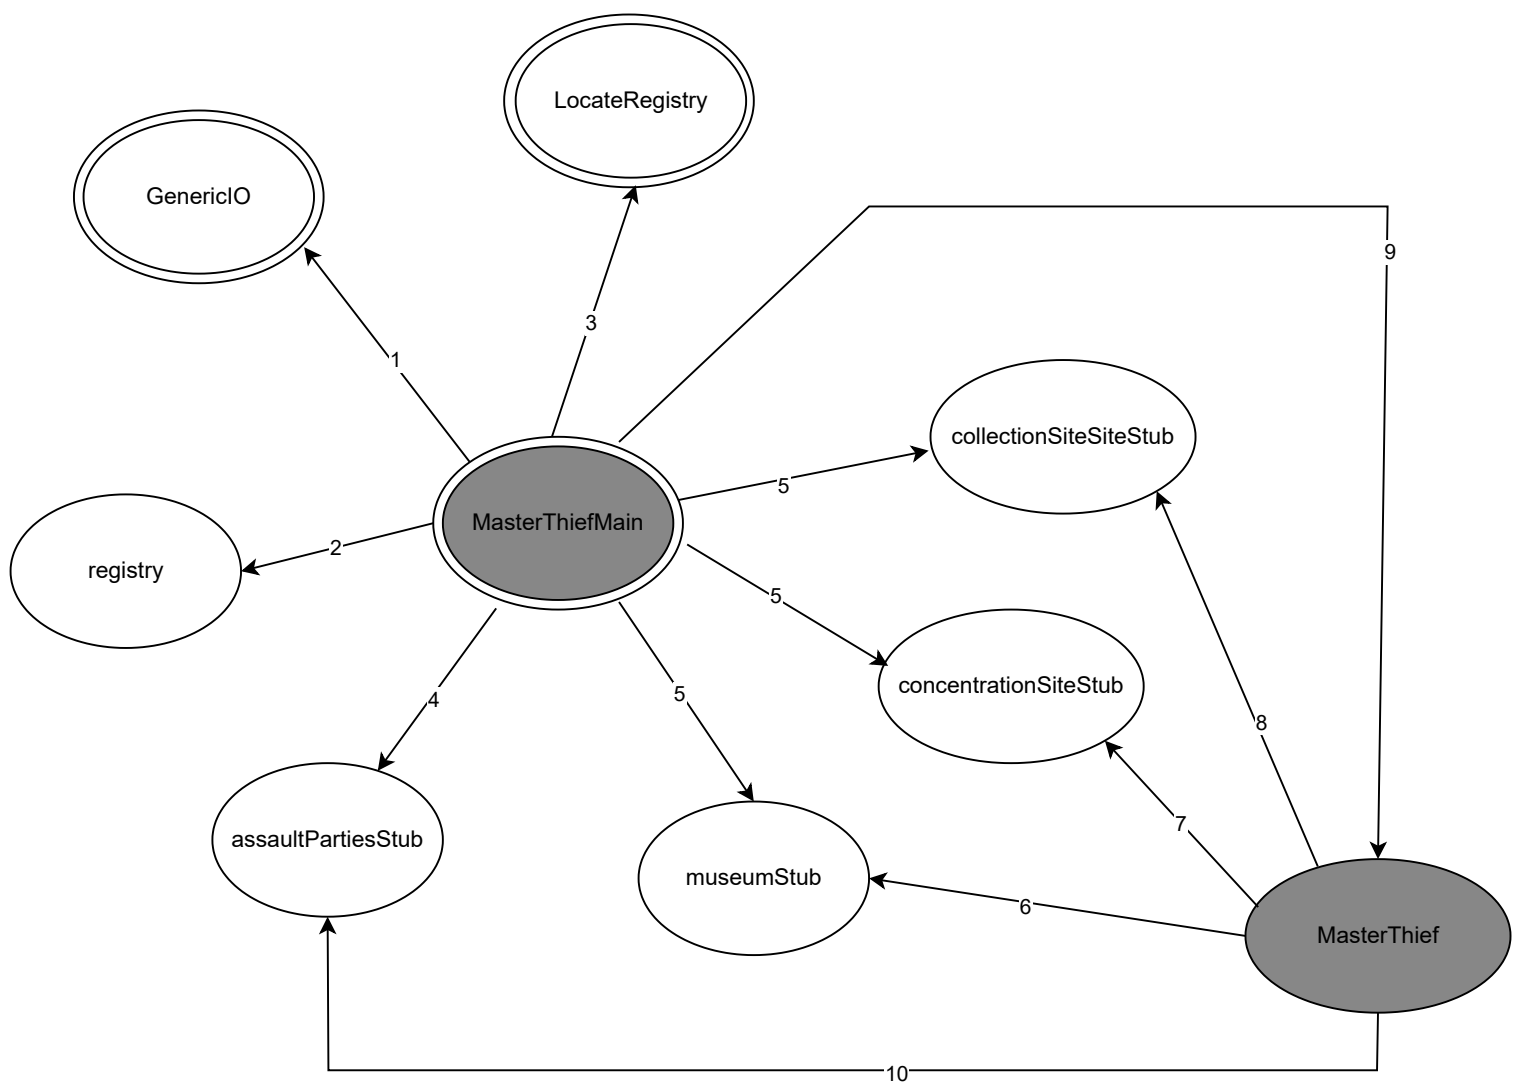 LocateRegistry
GenericIO
9
3
1
collectionSiteSiteStub
5
MasterThiefMain
2
registry
5
concentrationSiteStub
5
4
8
7
assaultPartiesStub
museumStub
6
MasterThief
10